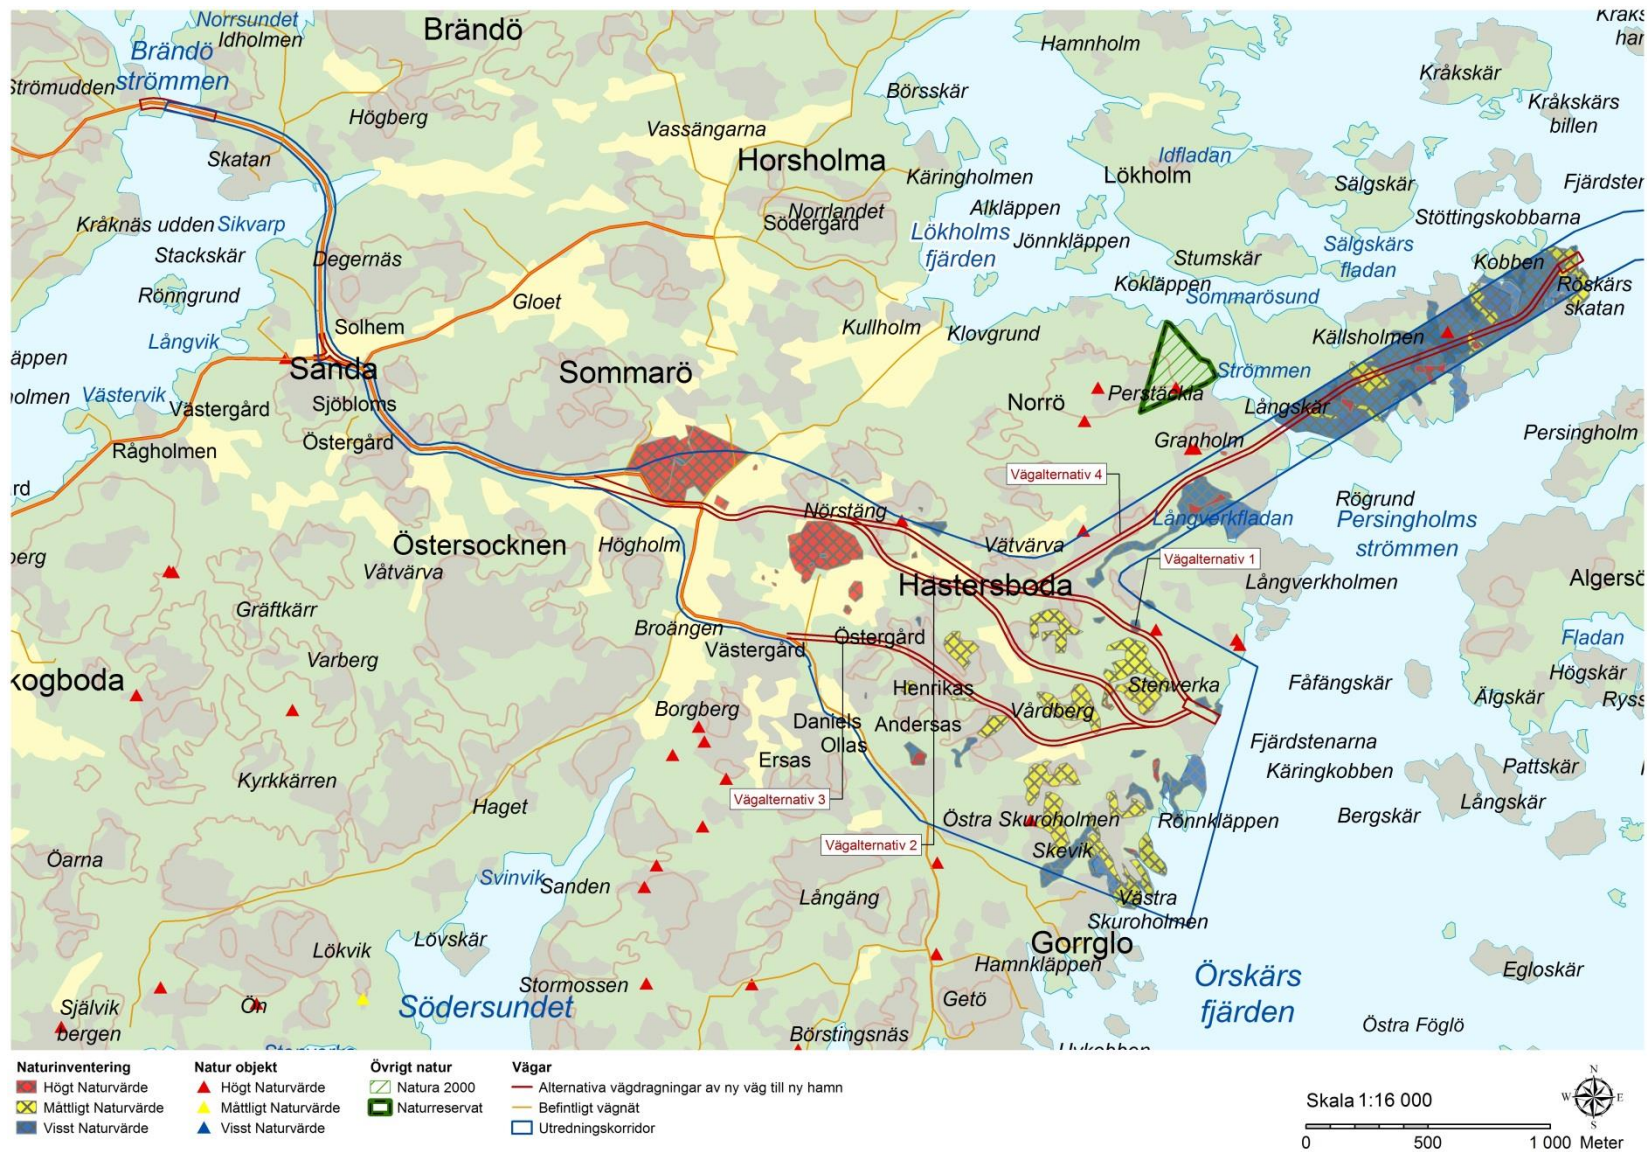 Norrsundet
Idholmen
Brändö
Brändö
strömmen
Strömudden
Högberg
Skatan
Vassängarna
Horsholma
Börsskär
Hamnholm
Kråkskär
Kråkskärs
billen
Idfladan
Lökholm
Sälgskär
Käringholmen
Alkläppen
Norrlandet
Södergård
Lökholms
fjärden
Jönnkläppen
Stöttingskobbarna
Kråknäs udden
Sikvarp
Stackskär
Degernäs
Stumskär
Sälgskärs
fladan
Kobben
Kokläppen
Röskärs
skatan
Rönngrund
Gloet
Sommarösund
Solhem
Kullholm
Klovgrund
Källsholmen
Långvik
Sanda
Sommarö
Strömmen
Västervik
Västergård
Sjöbloms
Norrö
Perstäckla
Långskär
Rågholmen
Östergård
Granholm
Persingholm
Vägalternativ 4
Rögrund
Nörstäng
Långverkfladan
Persingholms
strömmen
Östersocknen
Högholm
Vätvärva
Vägalternativ 1
Våtvärva
Hastersboda
Långverkholmen
Gräftkärr
Broängen
Östergård
Västergård
Fladan
Varberg
Högskär
Henrikas
Stenverka
Fåfängskär
Älgskär
Borgberg
Daniels
Andersas
Vårdberg
Ollas
Ersas
Fjärdstenarna
Käringkobben
Pattskär
Kyrkkärren
Haget
Vägalternativ 3
Långskär
Östra Skuroholmen
Rönnkläppen
Bergskär
Vägalternativ 2
Skevik
Öarna
Svinvik
Sanden
Långäng
Västra
Skuroholmen
Lökvik
Lövskär
Gorrglo
Hamnkläppen
Egloskär
Örskärs
fjärden
Stormossen
Getö
Självik
bergen
Ön
Södersundet
Östra Föglö
Börstingsnäs
Naturinventering
Högt Naturvärde
Måttligt Naturvärde
Visst Naturvärde
Natur objekt
Högt Naturvärde
Måttligt Naturvärde
Visst Naturvärde
Övrigt natur
Natura 2000
Naturreservat
Vägar
Alternativa vägdragningar av ny väg till ny hamn
Befintligt vägnät
Utredningskorridor
Skala 1:16 000
0 500 1 000 Meter
N
W E
S